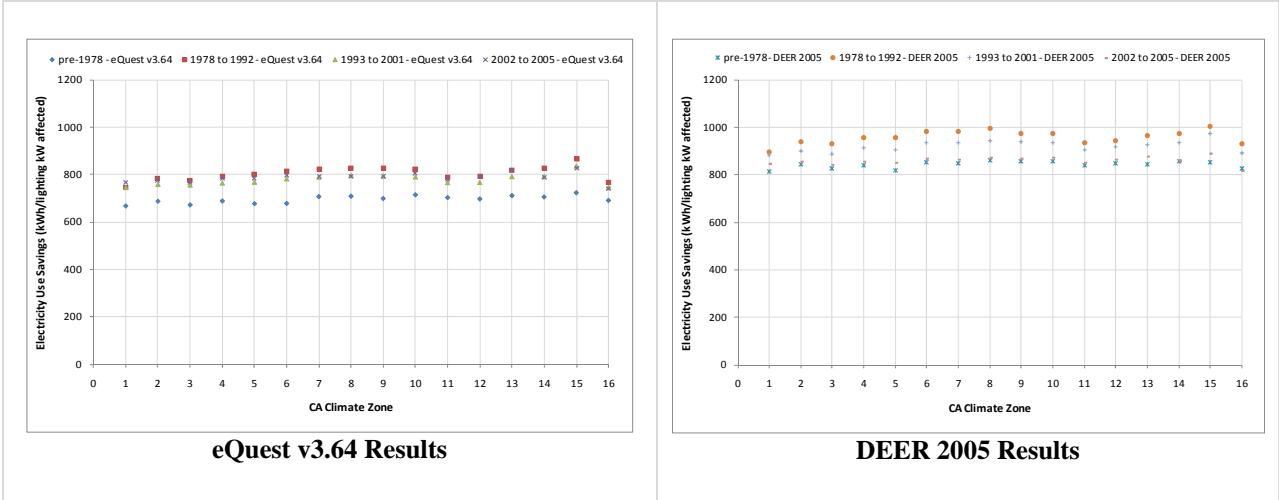 pre-1978 - eQuest v3.64 1978 to 1992 - eQuest v3.64 1993 to 2001 - eQuest v3.64 2002 to 2005 - eQuest v3.64
1200
1000
800
600
400
200
0
Electricity Use Savings (kWh/lighting kW affected)
0 1 2 3 4 5 6 7 8 9 10 11 12 13 14 15 16
CA Climate Zone
eQuest v3.64 Results
pre-1978 - DEER 2005 1978 to 1992 - DEER 2005 1993 to 2001 - DEER 2005 2002 to 2005 - DEER 2005
1200
1000
800
600
400
200
0
Electricity Use Savings (kWh/lighting kW affected)
0 1 2 3 4 5 6 7 8 9 10 11 12 13 14 15 16
CA Climate Zone
DEER 2005 Results